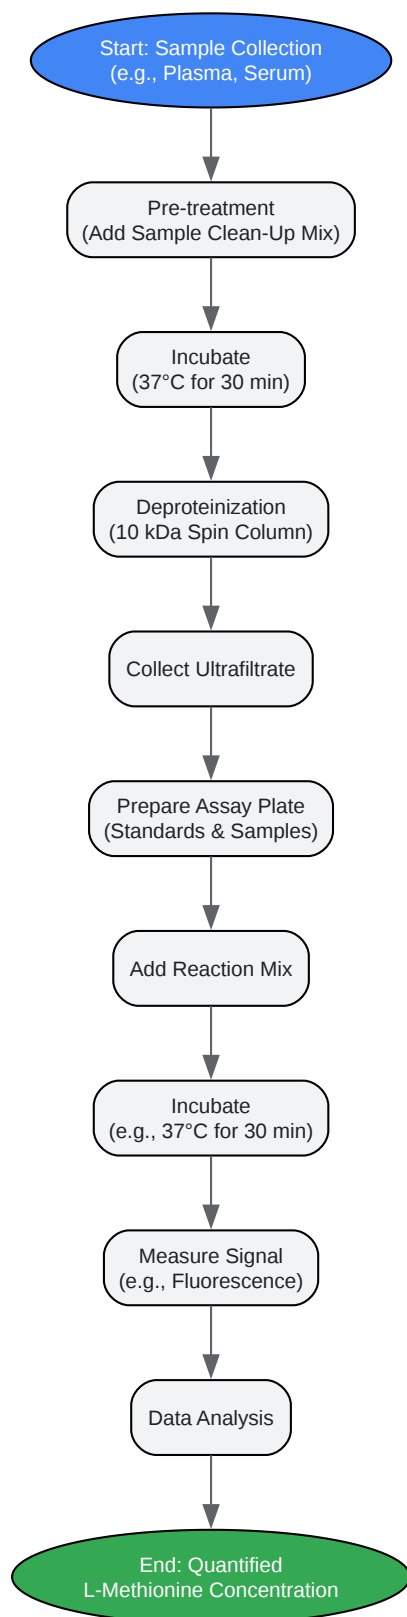 Start: Sample Collection
(e.g., Plasma, Serum)
Pre-treatment
(Add Sample Clean-Up Mix)
Incubate
(37°C for 30 min)
Deproteinization
(10 kDa Spin Column)
Collect Ultrafiltrate
Prepare Assay Plate
(Standards & Samples)
Add Reaction Mix
Incubate
(e.g., 37°C for 30 min)
Measure Signal
(e.g., Fluorescence)
Data Analysis
End: Quantified
L-Methionine Concentration